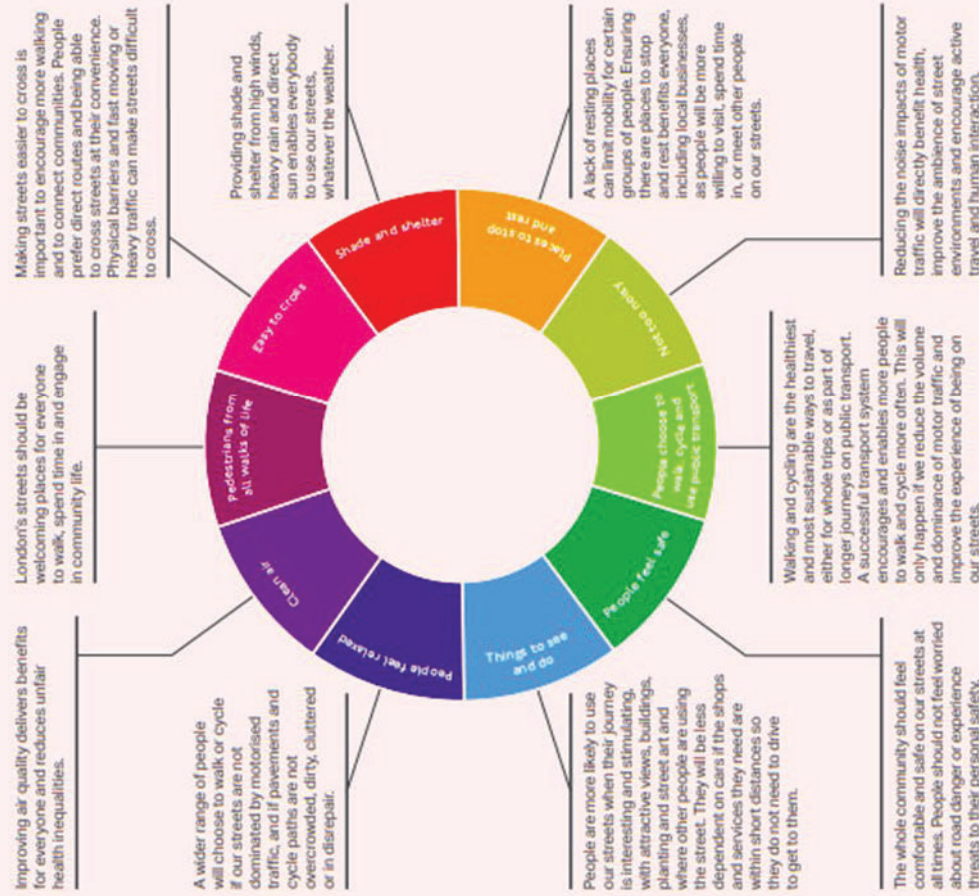 Improving air quality delivers benefits
for everyone and reduces unfair
health inequalities.
London's streets should be
welcoming places for everyone
to walk, spend time in and engage
in community life.
Making streets easier to cross is
important to encourage more walking
and to connect communities. People
prefer direct routes and being able
to cross streets at their convenience.
Physical barriers and fast moving or
heavy traffic can make streets difficult
to cross.
A wider range of people
will choose to walk or cycle
if our streets are not
dominated by motorised
traffic, and if pavements and
cycle paths are not
overcrowded, dirty, cluttered
or in disrepair.
Providing shade and
shelter from high winds,
heavy rain and direct
sun enables everybody
to use our streets,
whatever the weather.
Pedestrians from
all walks of life
Easy to cross
Shade and shelter
Places to stop
and rest
Not too noisy
People choose to
walk, cycle and
use public transport
People feel safe
Things to see
and do
People feel relaxed
Clean air
People are more likely to use
our streets when their journey
is interesting and stimulating,
with attractive views, buildings,
planting and street art and
where other people are using
the street. They will be less
dependent on cars if the shops
and services they need are
within short distances so
they do not need to drive
to get to them.
A lack of resting places
can limit mobility for certain
groups of people. Ensuring
there are places to stop
and rest benefits everyone,
including local businesses,
as people will be more
willing to visit, spend time
in, or meet other people
on our streets.
The whole community should feel
comfortable and safe on our streets at
all times. People should not feel worried
about road danger or experience
threats to their personal safety.
Walking and cycling are the healthiest
and most sustainable ways to travel,
either for whole trips or as part of
longer journeys on public transport.
A successful transport system
encourages and enables more people
to walk and cycle more often. This will
only happen if we reduce the volume
and dominance of motor traffic and
improve the experience of being on
our streets.
Reducing the noise impacts of motor
traffic will directly benefit health,
improve the ambience of street
environments and encourage active
travel and human interaction.